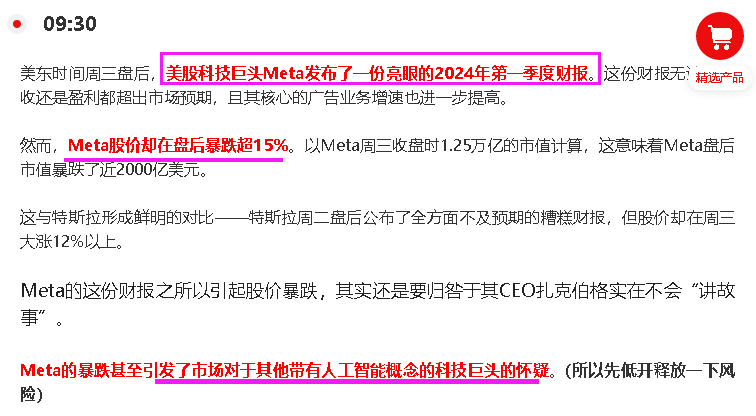 09:30
精选产品
美东时间周三盘后，美股科技巨头Meta发布了一份亮眼的2024年第一季度财报。这份财报无
收还是盈利都超出市场预期，且其核心的广告业务增速也进一步提高。
然而，Meta股价却在盘后暴跌超15%。以Meta周三收盘时1.25万亿的市值计算，这意味着Meta盘后
市值暴跌了近2000亿美元。
这与特斯拉形成鲜明的对比——特斯拉周二盘后公布了全方面不及预期的糟糕财报，但股价却在周三
大涨12%以上。
Meta的这份财报之所以引起股价暴跌，其实还是要归咎于其CEO扎克伯格实在不会“讲故
事”。
Meta的暴跌甚至引发了市场对于其他带有人工智能概念的科技巨头的怀疑。(所以先低开释放一下风
险)